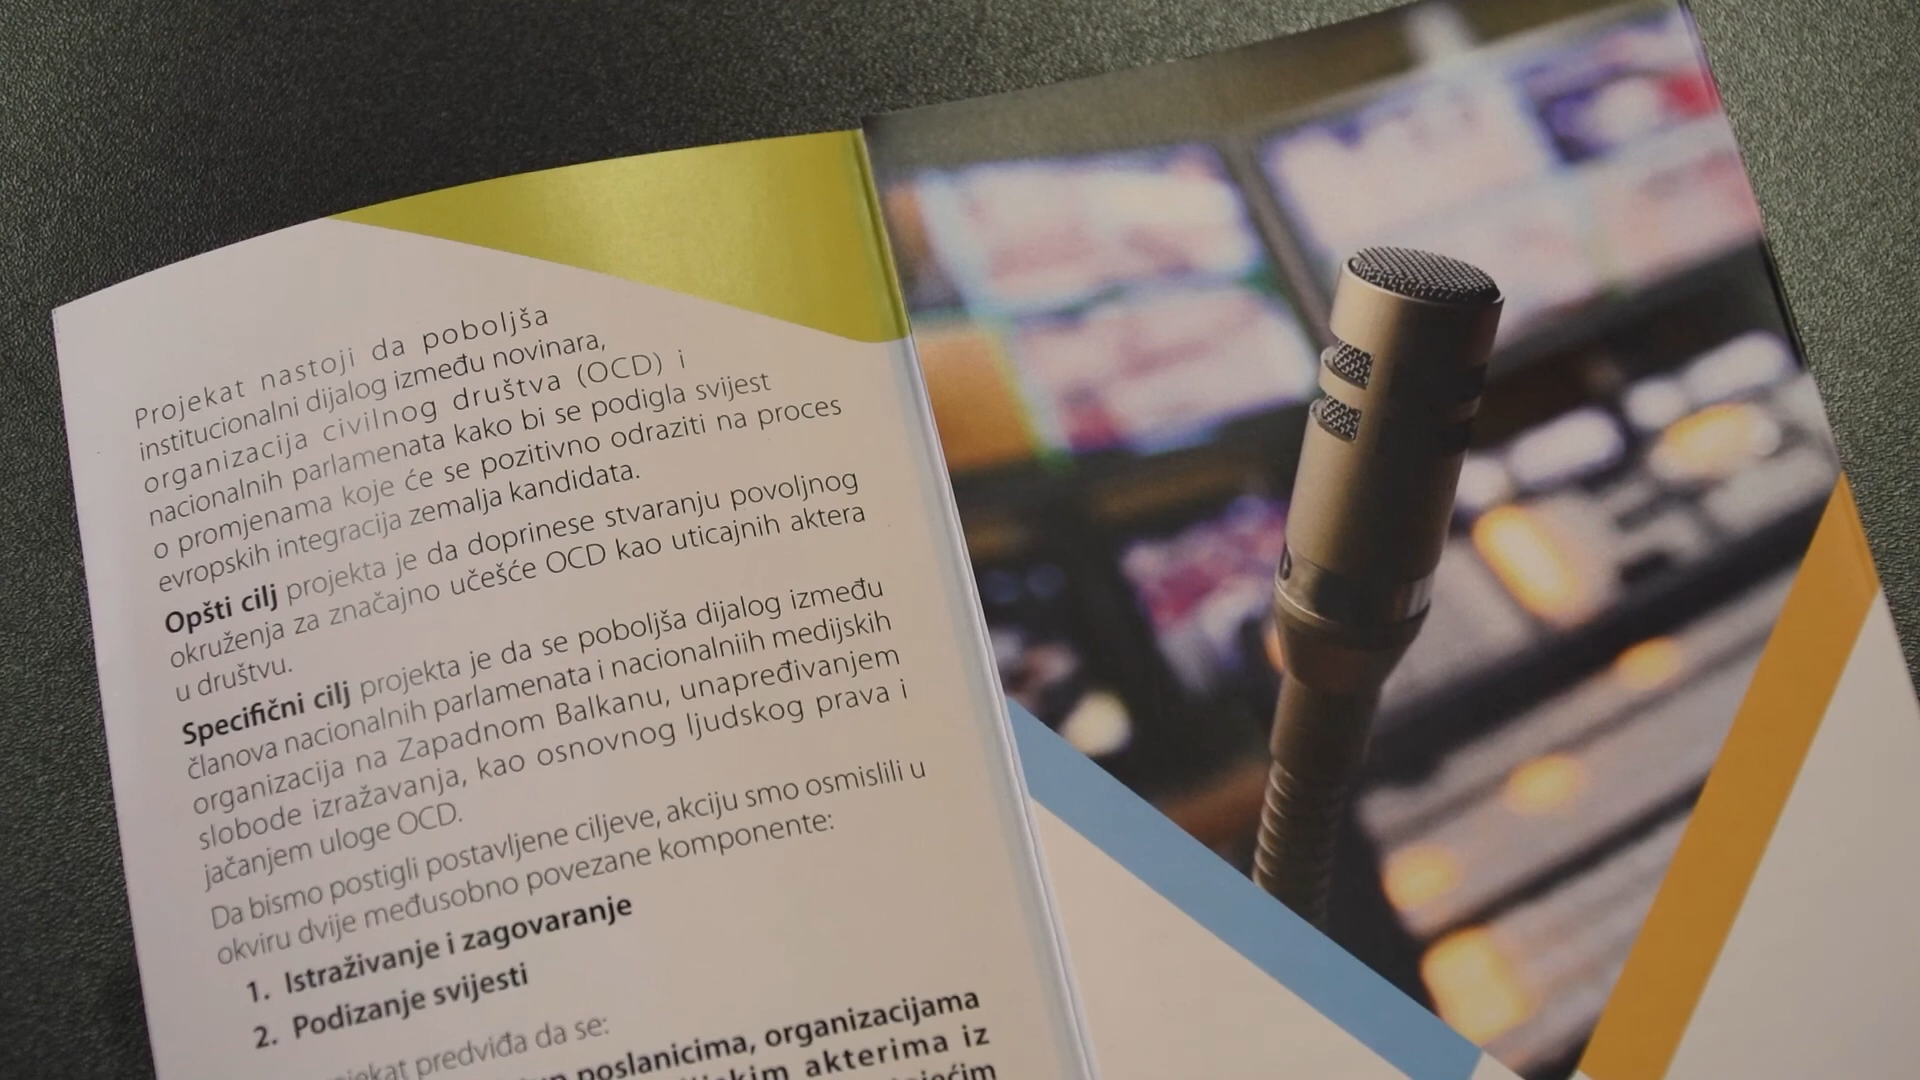 Projekat nastoji da poboljša
institucionalni dijalog između novinara,
organizacija civilnog društva (OCD) i
nacionalnih parlamenata kako bi se podigla svijest
o promjenama koje će se pozitivno odraziti na proces
evropskih integracija zemalja kandidata.
Opšti cilj projekta je da doprinese stvaranju povoljnog
okruženja za značajno učešće OCD kao uticajnih aktera
u društvu.
Specifični cilj projekta je da se poboljša dijalog između
članova nacionalnih parlamenata i nacionalniih medijskih
organizacija na Zapadnom Balkanu, unapređivanjem
slobode izražavanja, kao osnovnog ljudskog prava i
jačanjem uloge OCD.
Da bismo postigli postavljene ciljeve, akciju smo osmislili u
okviru dvije međusobno povezane komponente:
1. Istraživanje i zagovaranje
2. Podizanje svijesti
predviđa da se:
poslanicima, organizacijama
akterima iz